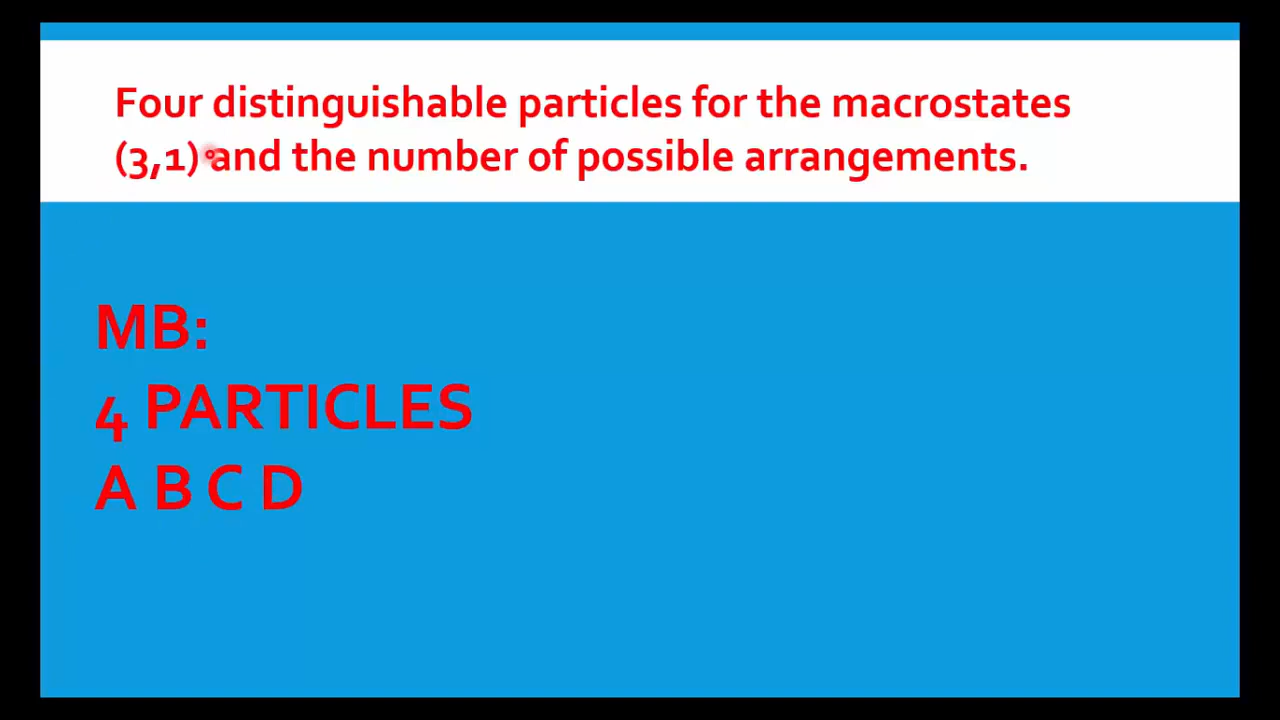 Four distinguishable particles for the macrostates
(3,1) and the number of possible arrangements.
MB:
4 PARTICLES
A B C D